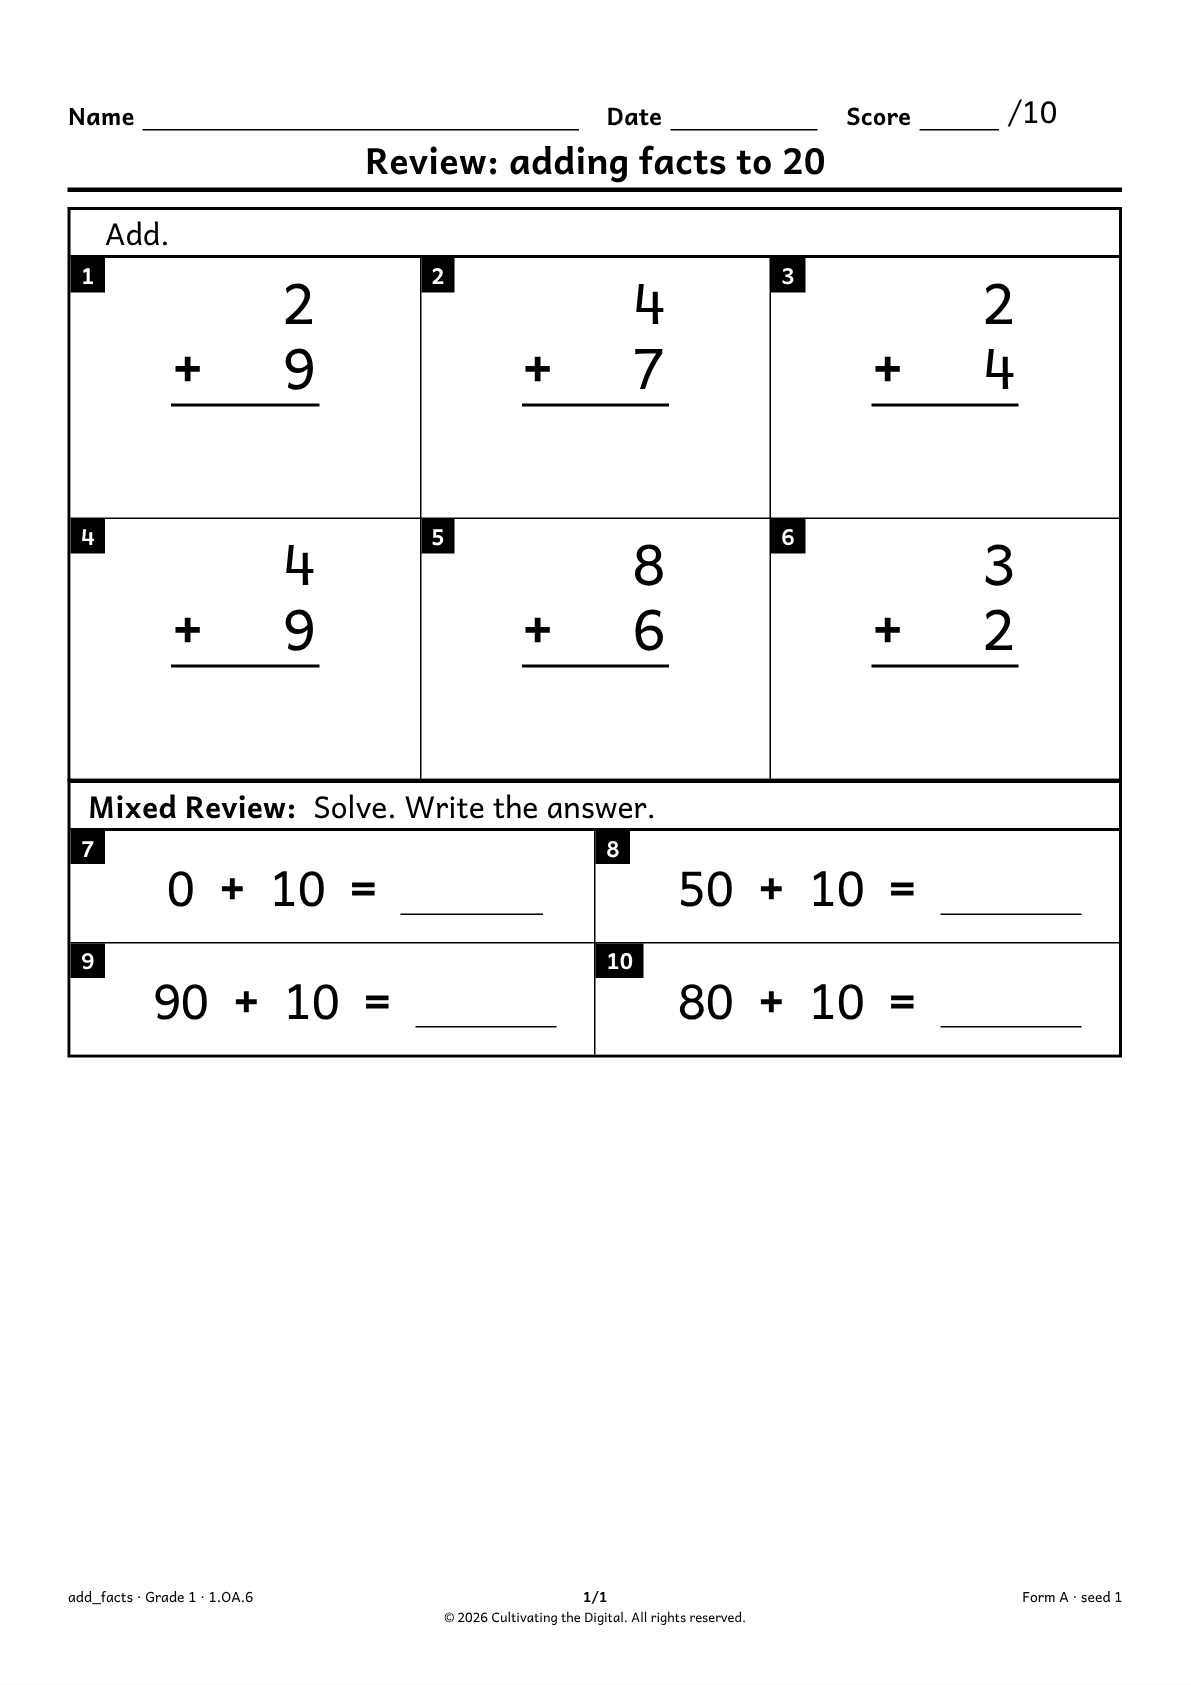 Name Date Score /10
Review: adding facts to 20
Add.
1 2 3
2 4 2
+ 9 + 7 + 4
4 5 6
4 8 3
+ 9 + 6 + 2
Mixed Review: Solve. Write the answer.
7 8
0 + 10 = 50 + 10 =
9 10
90 + 10 = 80 + 10 =
add_facts · Grade 1 · 1.OA.6 1/1 Form A · seed 1
© 2026 Cultivating the Digital. All rights reserved.